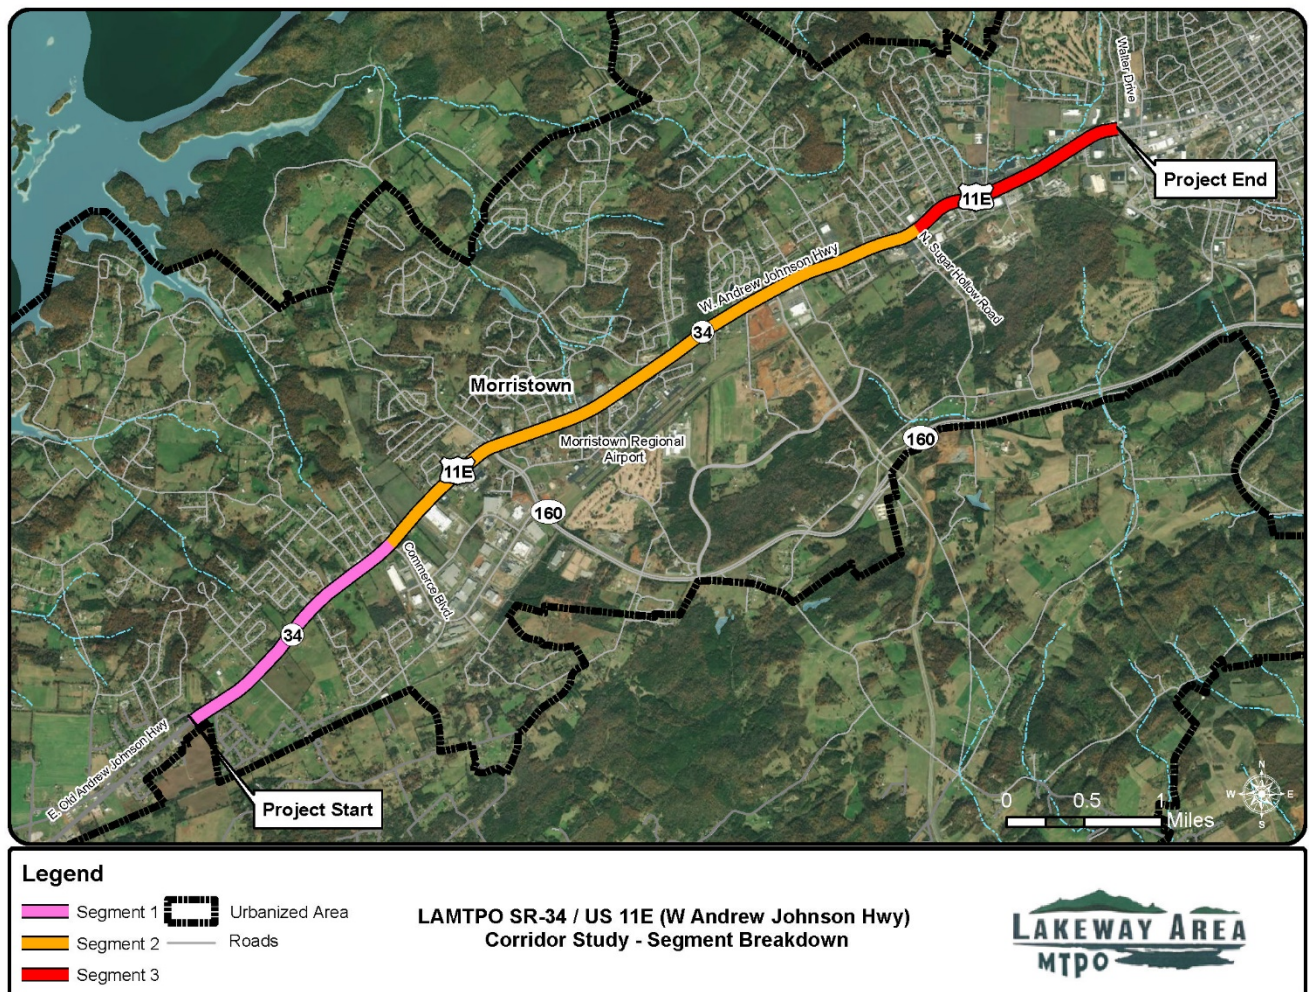 Walter Drive
Project End
11E
N. Sugar Hollow Road
W. Andrew Johnson Hwy
34
Morristown
Morristown Regional
Airport
160
11E
160
Commerce Blvd.
34
E. Old Andrew Johnson Hwy
Project Start
N
W E
S
0 0.5 1
Miles
Legend
Segment 1
Urbanized Area
Segment 2
Roads
Segment 3
LAMTPO SR-34 / US 11E (W Andrew Johnson Hwy)
Corridor Study - Segment Breakdown
LAKEWAY AREA
MTPO